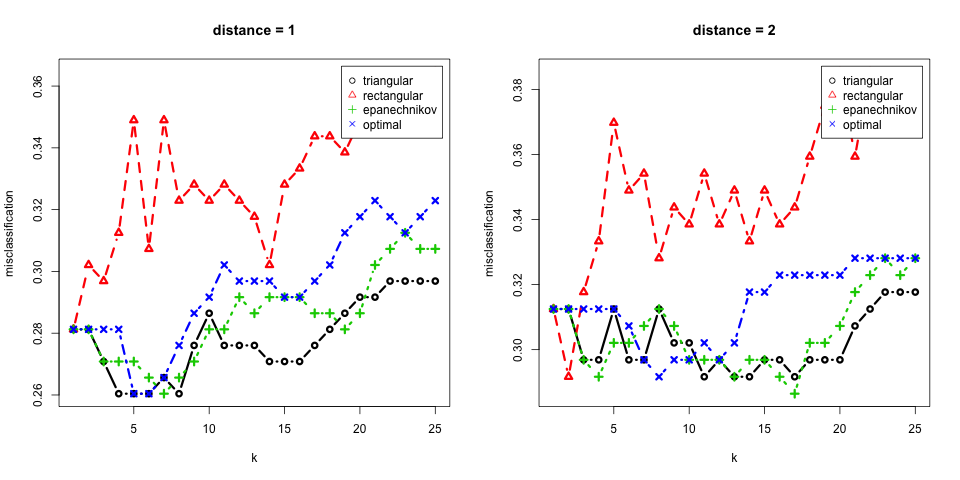 distance = 1
misclassification
0.36
0.34
0.32
0.30
0.28
0.26
triangular
rectangular
epanechnikov
optimal
5 10 15 20 25
k
distance = 2
misclassification
0.38
0.36
0.34
0.32
0.30
triangular
rectangular
epanechnikov
optimal
5 10 15 20 25
k